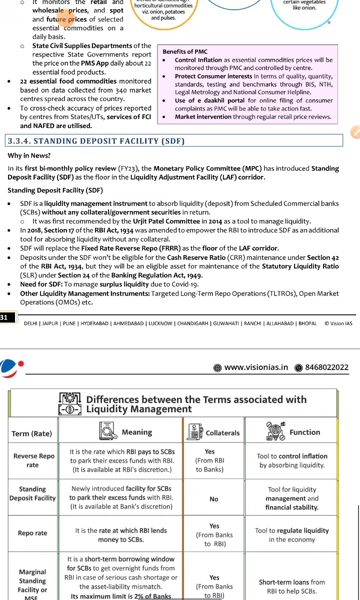 o It monitors the retail and
wholesale prices, and spot
and future prices of selected
essential commodities on a
daily basis.
horticultural commodities
viz. onion, potatoes
and pulses.
certain vegetables
like onion.
o State Civil Supplies Departments of the
respective State Governments report
the price on the PMS App daily about 22
essential food products.
• 22 essential food commodities monitored
based on data collected from 340 market
centres spread across the country.
• To cross-check accuracy of prices reported
by centres from States/UTs, services of FCI
and NAFED are utilised.
Benefits of PMC
• Control Inflation as essential commodities prices will be
monitored through PMC and controlled by centre.
• Protect Consumer interests in terms of quality, quantity,
standards, testing and benchmarks through BIS, NTH,
Legal Metrology and National Consumer Helpline.
• Use of e daakhil portal for online filing of consumer
complaints as PMC will be able to take action fast.
• Market intervention through regular retail price reviews.
3.3.4. STANDING DEPOSIT FACILITY (SDF)
Why in News?
In its first bi-monthly policy review (FY23), the Monetary Policy Committee (MPC) has introduced Standing
Deposit Facility (SDF) as the floor in the Liquidity Adjustment Facility (LAF) corridor.
Standing Deposit Facility (SDF)
• SDF is a liquidity management instrument to absorb liquidity (deposit) from Scheduled Commercial banks
(SCBs) without any collateral/government securities in return.
o It was first recommended by the Urjit Patel Committee in 2014 as a tool to manage liquidity.
• In 2018, Section 17 of the RBI Act, 1934 was amended to empower the RBI to introduce SDF as an additional
tool for absorbing liquidity without any collateral.
• SDF will replace the Fixed Rate Reverse Repo (FRRR) as the floor of the LAF corridor.
• Deposits under the SDF won't be eligible for the Cash Reserve Ratio (CRR) maintenance under Section 42
of the RBI Act, 1934, but they will be an eligible asset for maintenance of the Statutory Liquidity Ratio
(SLR) under Section 24 of the Banking Regulation Act, 1949.
• Need for SDF: To manage surplus liquidity due to Covid-19.
• Other Liquidity Management Instruments: Targeted Long-Term Repo Operations (TLTROs), Open Market
Operations (OMOs) etc.
31
DELHI | JAIPUR | PUNE | HYDERABAD | AHMEDABAD | LUCKNOW | CHANDIGARH | GUWAHATI | RANCHI | ALLAHABAD | BHOPAL © Vision IAS
www.visionias.in 8468022022
Differences between the Terms associated with
Liquidity Management
Term (Rate) Meaning Collaterals Function
Reverse Repo
rate
It is the rate which RBI pays to SCBs
to park their excess funds with RBI.
(It is available at RBI's discretion.)
Yes
(From RBI
to Banks)
Tool to control inflation
by absorbing liquidity.
Standing
Deposit Facility
Newly introduced facility for SCBs
to park their excess funds with RBI.
(It is available at Bank's discretion)
No
Tool for liquidity
management and
financial stability.
Repo rate
It is the rate at which RBI lends
money to SCBs.
Yes
(From Banks
to RBI)
Tool to regulate liquidity
in the economy
Marginal
Standing
Facility or
MSF
It is a short-term borrowing window
for SCBs to get overnight funds from
RBI in case of serious cash shortage or
the asset-liability mismatch.
Its maximum limit is 2% of Banks
Yes
(From Banks
to RBI)
Short-term loans from
RBI to help SCBs.